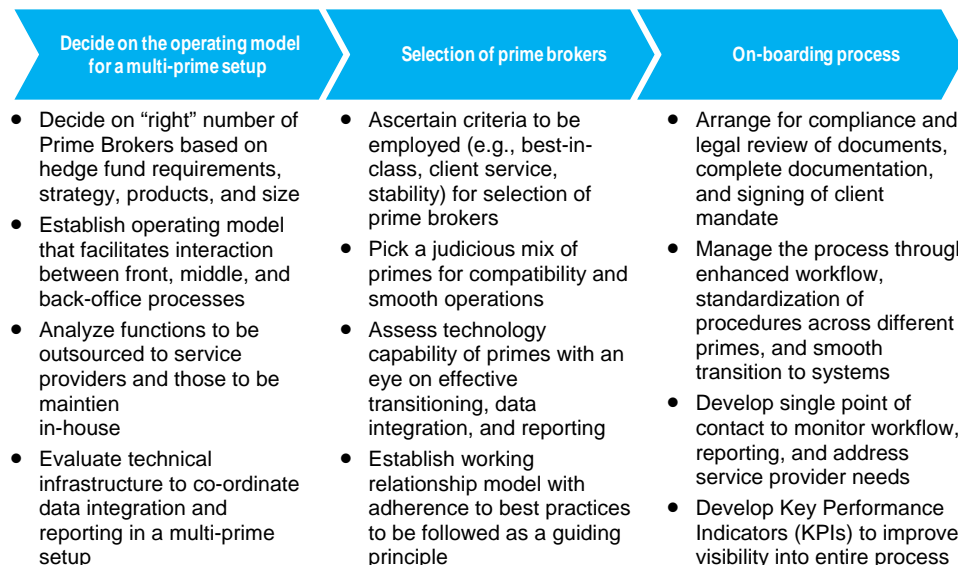 Decide on the operating model
for a multi-prime setup
Selection of prime brokers
On-boarding process
● Decide on “right” number of
Prime Brokers based on
hedge fund requirements,
strategy, products, and size
● Establish operating model
that facilitates interaction
between front, middle, and
back-office processes
● Analyze functions to be
outsourced to service
providers and those to be
maintien
in-house
● Evaluate technical
infrastructure to co-ordinate
data integration and
reporting in a multi-prime
setup
● Ascertain criteria to be
employed (e.g., best-in-
class, client service,
stability) for selection of
prime brokers
● Pick a judicious mix of
primes for compatibility and
smooth operations
● Assess technology
capability of primes with an
eye on effective
transitioning, data
integration, and reporting
● Establish working
relationship model with
adherence to best practices
to be followed as a guiding
principle
● Arrange for compliance and
legal review of documents,
complete documentation,
and signing of client
mandate
● Manage the process through
enhanced workflow,
standardization of
procedures across different
primes, and smooth
transition to systems
● Develop single point of
contact to monitor workflow,
reporting, and address
service provider needs
● Develop Key Performance
Indicators (KPIs) to improve
visibility into entire process